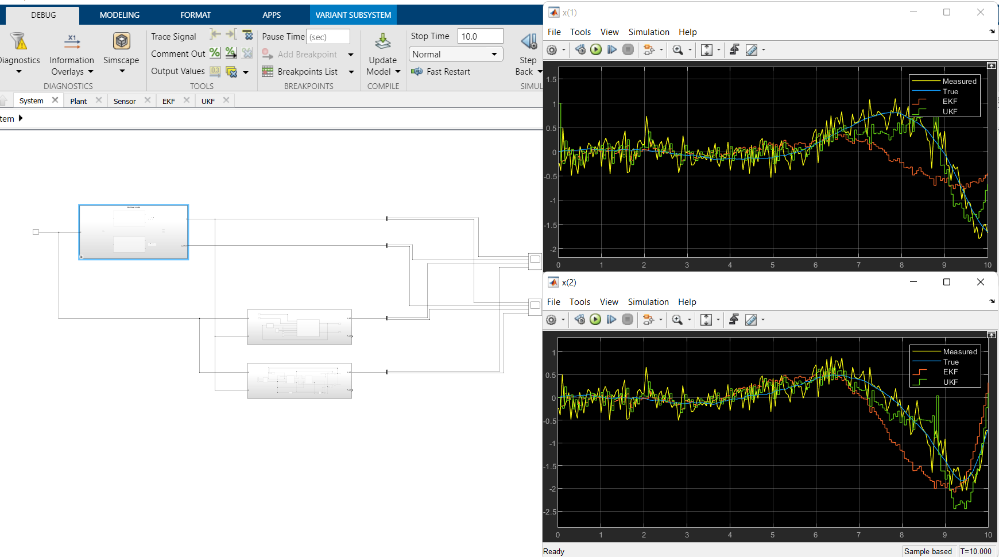 DEBUG MODELING FORMAT APPS VARIANT SUBSYSTEM
Diagnostics
Information Overlays
Simscape
DIAGNOSTICS
Trace Signal
Comment Out
Output Values
TOOLS
Pause Time (sec)
Add Breakpoint
Breakpoints List
BREAKPOINTS
Update Model
COMPILE
Stop Time 10.0
Normal
Fast Restart
Step Back
SIMUL
System Plant Sensor EKF UKF
tem
x(1)
File Tools View Simulation Help
Measured
True
EKF
UKF
1.5
1
0.5
0
-0.5
-1
-1.5
-2
0 1 2 3 4 5 6 7 8 9 10
x(2)
File Tools View Simulation Help
Measured
True
EKF
UKF
1
0.5
0
-0.5
-1
-1.5
-2
-2.5
0 1 2 3 4 5 6 7 8 9 10
Ready Sample based T=10.000